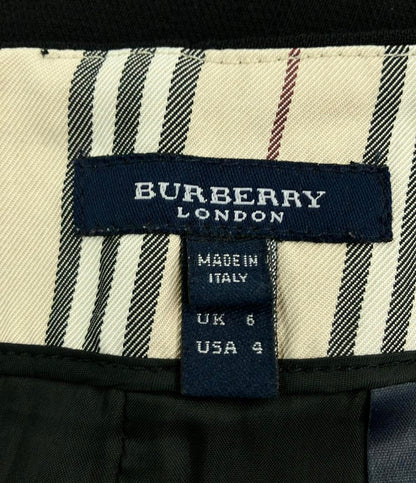 BURBERRY
LONDON
MADE IN
ITALY
UK 6
USA 4